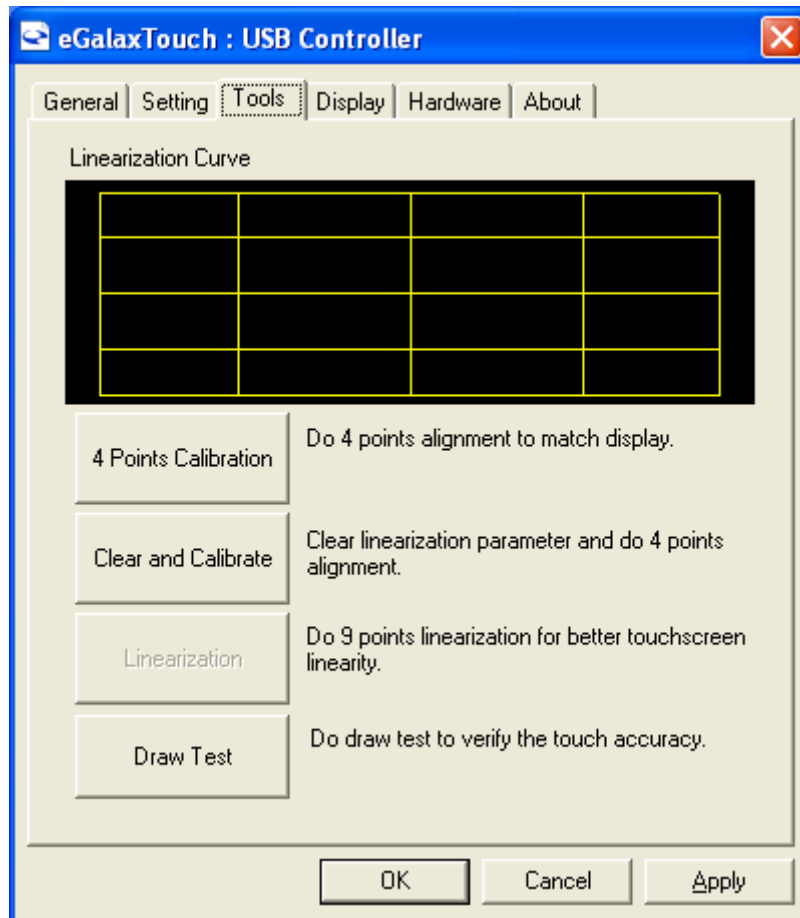 eGalaxTouch : USB Controller
General Setting Tools Display Hardware About
Linearization Curve
4 Points Calibration
Do 4 points alignment to match display.
Clear and Calibrate
Clear linearization parameter and do 4 points
alignment.
Linearization
Do 9 points linearization for better touchscreen
linearity.
Draw Test
Do draw test to verify the touch accuracy.
OK Cancel Apply